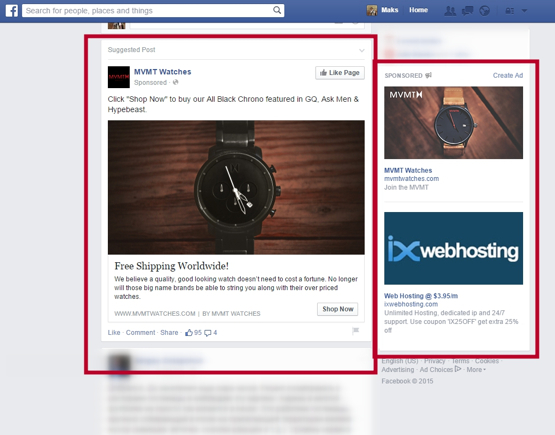 Search for people, places and things
Maks Home
Suggested Post
MVMT Watches
Sponsored ·
Like Page
Click "Shop Now" to buy our All Black Chrono featured in GQ, Ask Men &
Hypebeast.
Free Shipping Worldwide!
We believe a quality, good looking watch doesn't need to cost a fortune. No longer
will those big name brands be able to string you along with their over priced
watches.
WWW.MVMTWATCHES.COM | BY MVMT WATCHES
Shop Now
Like · Comment · Share · 95 4
SPONSORED
Create Ad
MVMT
MVMT Watches
mvmtwatches.com
Join the MVMT
ix webhosting
Web Hosting @ $3.95/m
ixwebhosting.com
Unlimited Hosting, dedicated ip and 24/7
support. Use coupon 'IX25OFF' get extra 25%
off
English (US) · Privacy · Terms · Cookies
Advertising · Ad Choices · More
Facebook © 2015